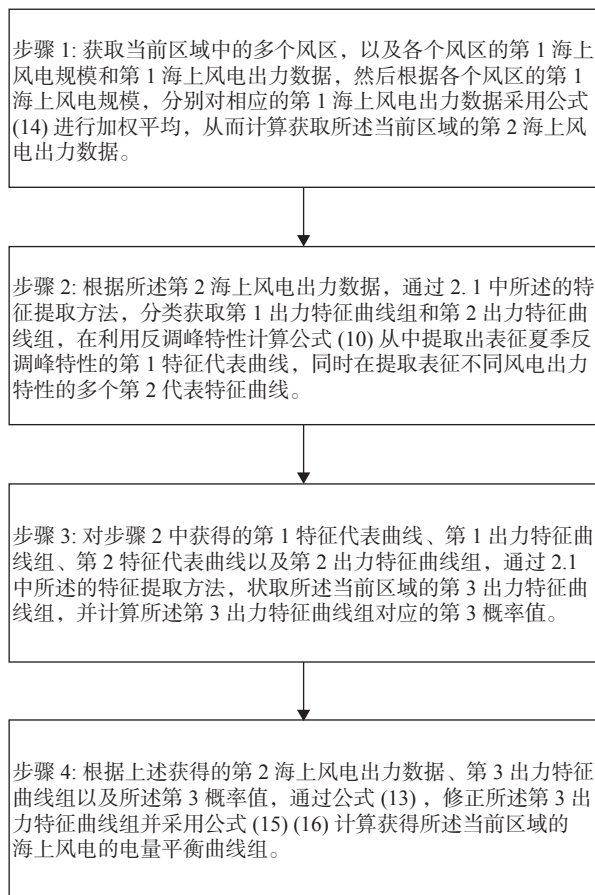 步骤 1: 获取当前区域中的多个风区，以及各个风区的第 1 海上
风电规模和第 1 海上风电出力数据，然后根据各个风区的第 1
海上风电规模，分别对相应的第 1 海上风电出力数据采用公式
(14) 进行加权平均，从而计算获取所述当前区域的第 2 海上风
电出力数据。
步骤 2: 根据所述第 2 海上风电出力数据，通过 2. 1 中所述的特
征提取方法，分类获取第 1 出力特征曲线组和第 2 出力特征曲
线组，在利用反调峰特性计算公式 (10) 从中提取出表征夏季反
调峰特性的第 1 特征代表曲线，同时在提取表征不同风电出力
特性的多个第 2 代表特征曲线。
步骤 3: 对步骤 2 中获得的第 1 特征代表曲线、第 1 出力特征曲
线组、第 2 特征代表曲线以及第 2 出力特征曲线组，通过 2.1
中所述的特征提取方法，状取所述当前区域的第 3 出力特征曲
线组，并计算所述第 3 出力特征曲线组对应的第 3 概率值。
步骤 4: 根据上述获得的第 2 海上风电出力数据、第 3 出力特征
曲线组以及所述第 3 概率值，通过公式 (13) ，修正所述第 3 出
力特征曲线组并采用公式 (15) (16) 计算获得所述当前区域的
海上风电的电量平衡曲线组。